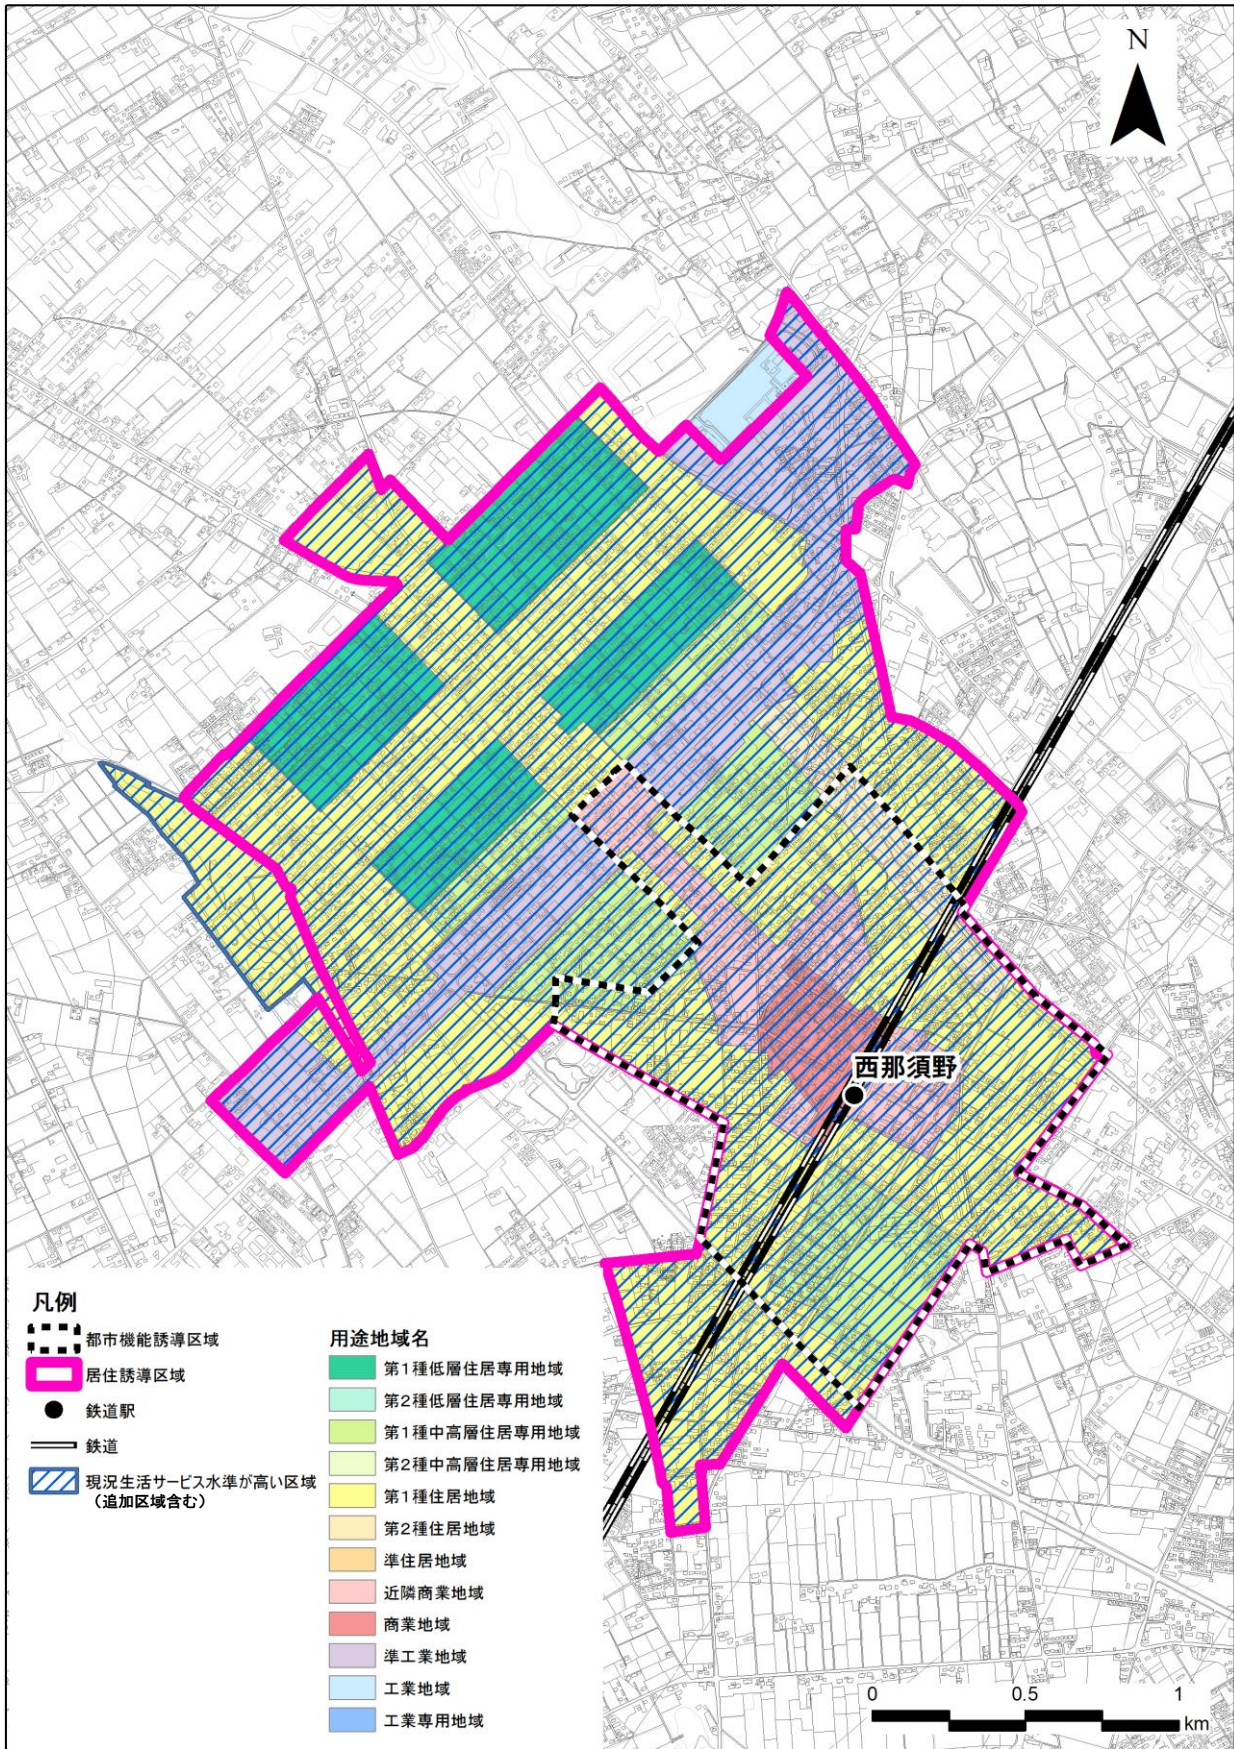 N
西那須野
凡例
都市機能誘導区域
居住誘導区域
鉄道駅
鉄道
現況生活サービス水準が高い区域
（追加区域含む）
用途地域名
第1種低層住居専用地域
第2種低層住居専用地域
第1種中高層住居専用地域
第2種中高層住居専用地域
第1種住居地域
第2種住居地域
準住居地域
近隣商業地域
商業地域
準工業地域
工業地域
工業専用地域
0 0.5 1
km